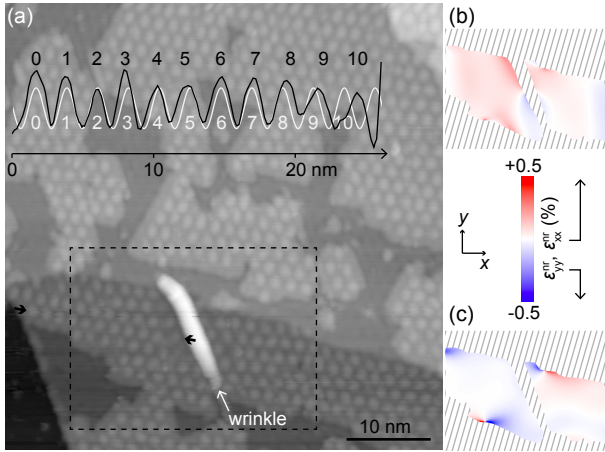 (a)
0 1 2 3 4 5 6 7 8 9 10
0 1 2 3 4 5 6 7 8 9 10
0 10 20 nm
wrinkle
10 nm
(b)
+0.5
-0.5
ε^nr_yy, ε^nr_xx (%)
y
x
(c)